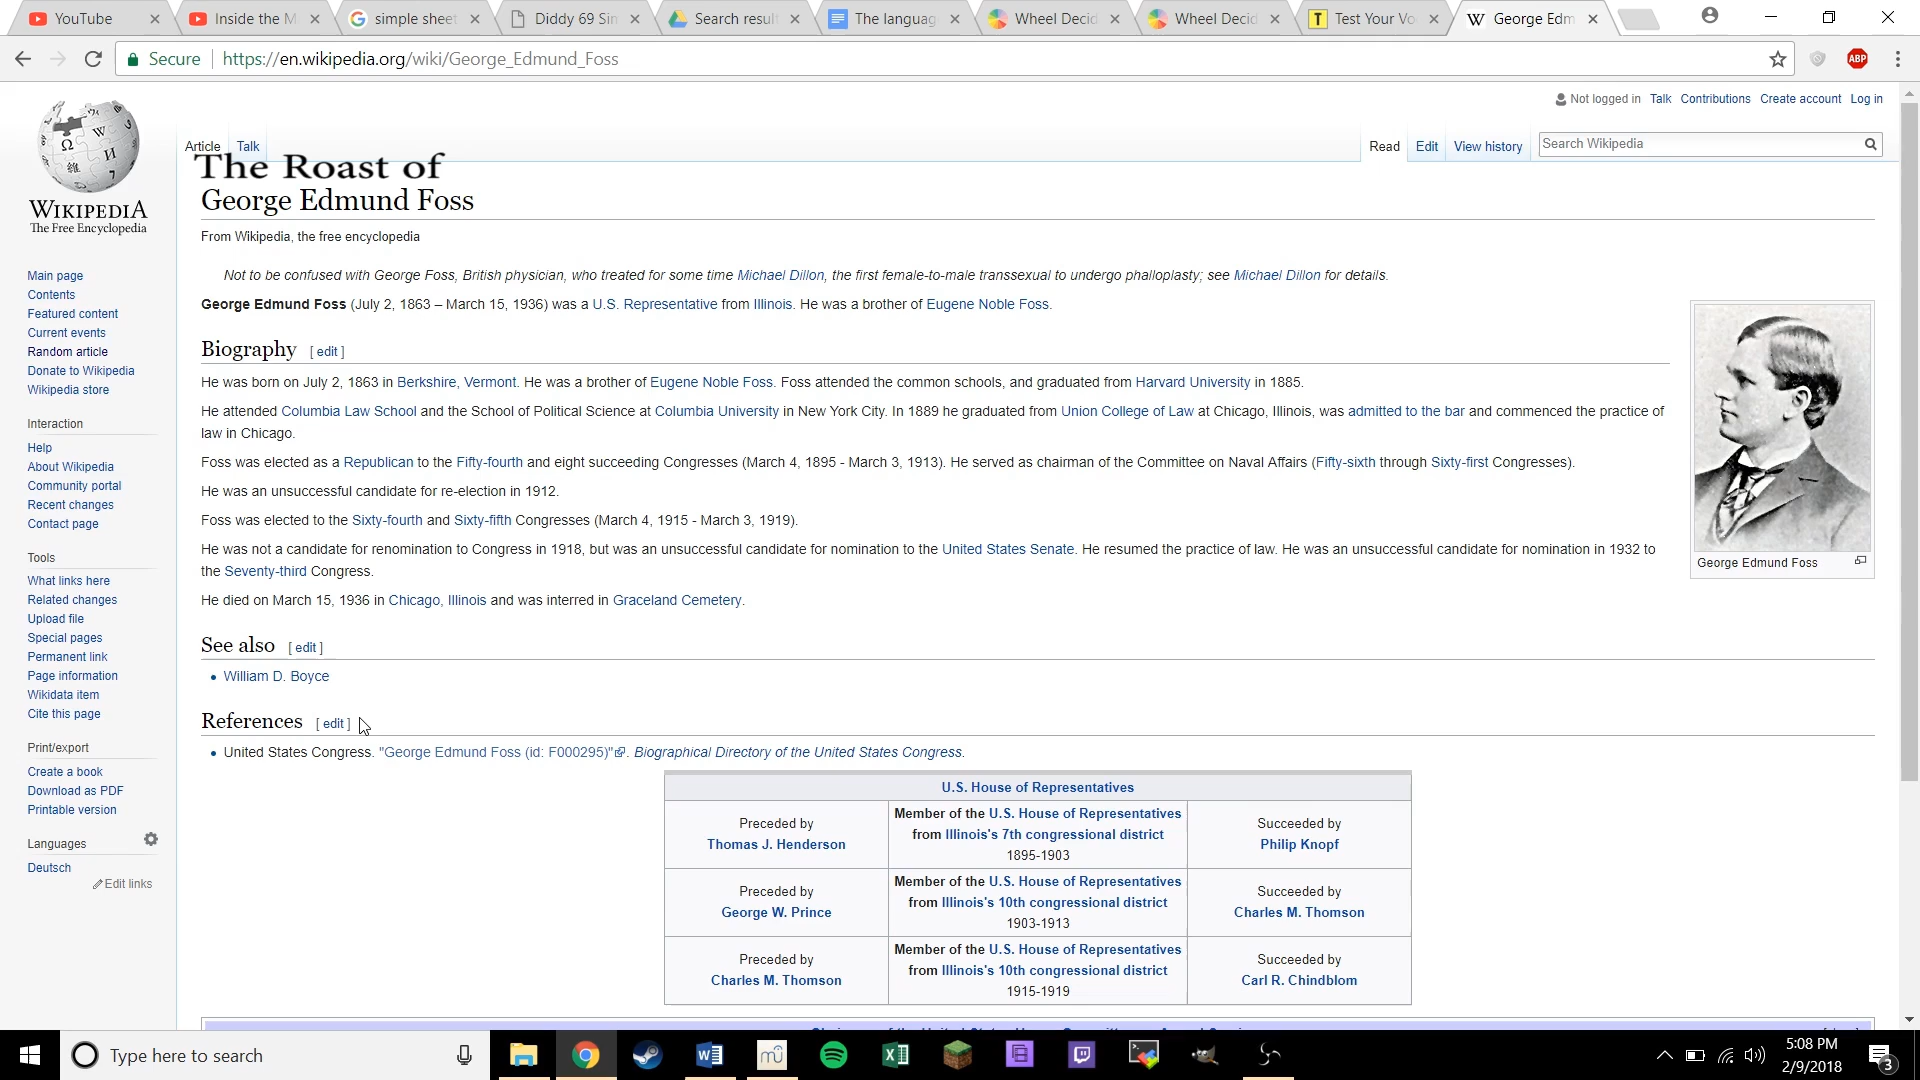 YouTube
Inside the M
simple sheet
Diddy 69 Sim
Search result
The languag
Wheel Decid
Wheel Decid
T
Test Your Vo
W
George Edm
Secure
https://en.wikipedia.org/wiki/George_Edmund_Foss
ABP
Not logged in Talk Contributions Create account Log in
Article Talk
Read Edit View history Search Wikipedia
The Roast of
George Edmund Foss
WIKIPEDIA
The Free Encyclopedia
From Wikipedia, the free encyclopedia
Main page
Contents
Featured content
Current events
Random article
Donate to Wikipedia
Wikipedia store
Interaction
Help
About Wikipedia
Community portal
Recent changes
Contact page
Tools
What links here
Related changes
Upload file
Special pages
Permanent link
Page information
Wikidata item
Cite this page
Print/export
Create a book
Download as PDF
Printable version
Languages
Deutsch
Edit links
Not to be confused with George Foss, British physician, who treated for some time Michael Dillon, the first female-to-male transsexual to undergo phalloplasty; see Michael Dillon for details.
George Edmund Foss (July 2, 1863 – March 15, 1936) was a U.S. Representative from Illinois. He was a brother of Eugene Noble Foss.
George Edmund Foss
Biography [ edit ]
He was born on July 2, 1863 in Berkshire, Vermont. He was a brother of Eugene Noble Foss. Foss attended the common schools, and graduated from Harvard University in 1885.
He attended Columbia Law School and the School of Political Science at Columbia University in New York City. In 1889 he graduated from Union College of Law at Chicago, Illinois, was admitted to the bar and commenced the practice of
law in Chicago.
Foss was elected as a Republican to the Fifty-fourth and eight succeeding Congresses (March 4, 1895 - March 3, 1913). He served as chairman of the Committee on Naval Affairs (Fifty-sixth through Sixty-first Congresses).
He was an unsuccessful candidate for re-election in 1912.
Foss was elected to the Sixty-fourth and Sixty-fifth Congresses (March 4, 1915 - March 3, 1919).
He was not a candidate for renomination to Congress in 1918, but was an unsuccessful candidate for nomination to the United States Senate. He resumed the practice of law. He was an unsuccessful candidate for nomination in 1932 to
the Seventy-third Congress.
He died on March 15, 1936 in Chicago, Illinois and was interred in Graceland Cemetery.
See also [ edit ]
William D. Boyce
References [ edit ]
United States Congress. "George Edmund Foss (id: F000295)". Biographical Directory of the United States Congress.
U.S. House of Representatives
Preceded by
Thomas J. Henderson
Member of the U.S. House of Representatives
from Illinois's 7th congressional district
1895-1903
Succeeded by
Philip Knopf
Preceded by
George W. Prince
Member of the U.S. House of Representatives
from Illinois's 10th congressional district
1903-1913
Succeeded by
Charles M. Thomson
Preceded by
Charles M. Thomson
Member of the U.S. House of Representatives
from Illinois's 10th congressional district
1915-1919
Succeeded by
Carl R. Chindblom
Type here to search
5:08 PM
2/9/2018
3